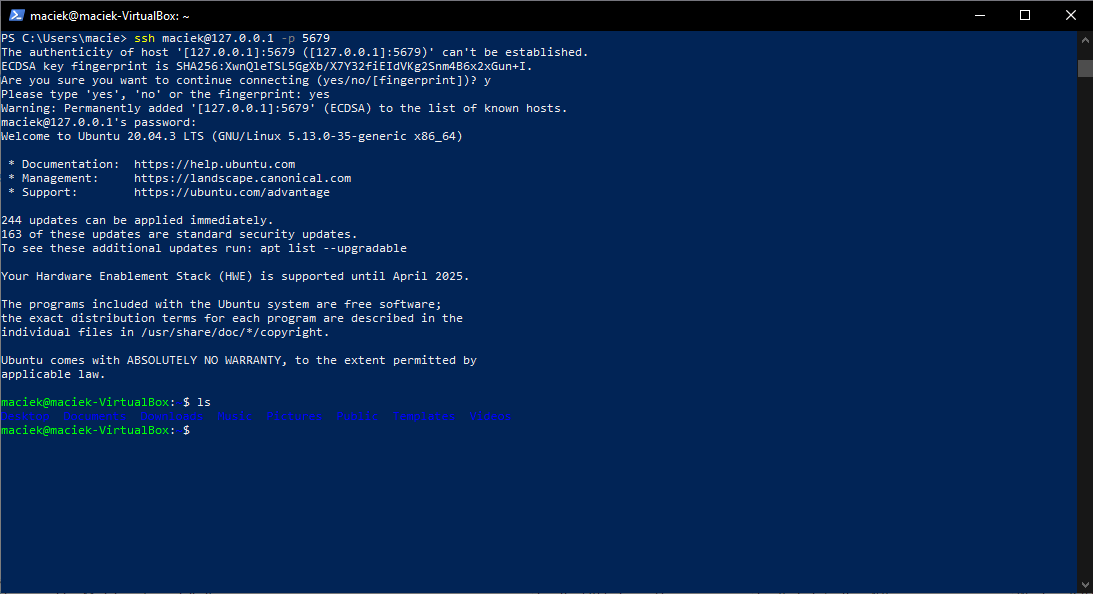 maciek@maciek-VirtualBox: ~
PS C:\Users\macie> ssh maciek@127.0.0.1 -p 5679
The authenticity of host '[127.0.0.1]:5679 ([127.0.0.1]:5679)' can't be established.
ECDSA key fingerprint is SHA256:XwnQleTSL5GgXb/X7Y32fiEIdVKg2Snm4B6x2xGun+I.
Are you sure you want to continue connecting (yes/no/[fingerprint])? y
Please type 'yes', 'no' or the fingerprint: yes
Warning: Permanently added '[127.0.0.1]:5679' (ECDSA) to the list of known hosts.
maciek@127.0.0.1's password:
Welcome to Ubuntu 20.04.3 LTS (GNU/Linux 5.13.0-35-generic x86_64)
* Documentation:  https://help.ubuntu.com
* Management:     https://landscape.canonical.com
* Support:        https://ubuntu.com/advantage
244 updates can be applied immediately.
163 of these updates are standard security updates.
To see these additional updates run: apt list --upgradable
Your Hardware Enablement Stack (HWE) is supported until April 2025.
The programs included with the Ubuntu system are free software;
the exact distribution terms for each program are described in the
individual files in /usr/share/doc/*/copyright.
Ubuntu comes with ABSOLUTELY NO WARRANTY, to the extent permitted by
applicable law.
maciek@maciek-VirtualBox:~$ ls
Desktop  Documents  Downloads  Music  Pictures  Public  Templates  Videos
maciek@maciek-VirtualBox:~$